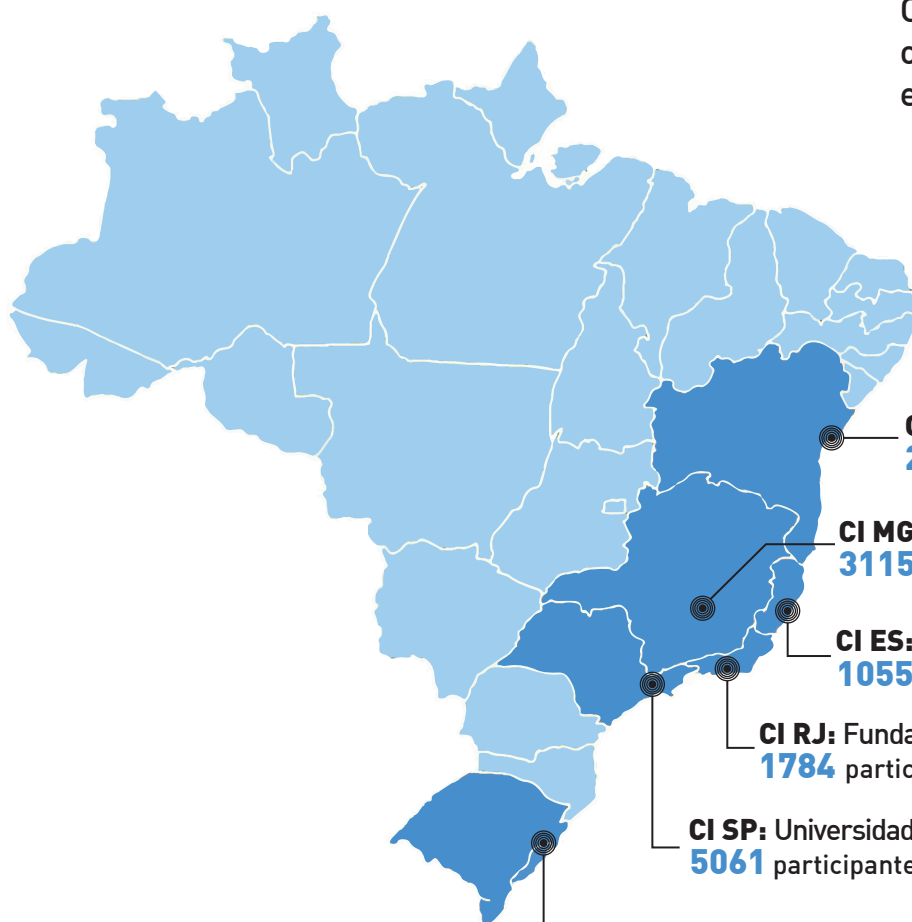 CI MG
3115
CI ES:
1055
CI RJ: Funda
1784 partic
CI SP: Universidad
5061 participante